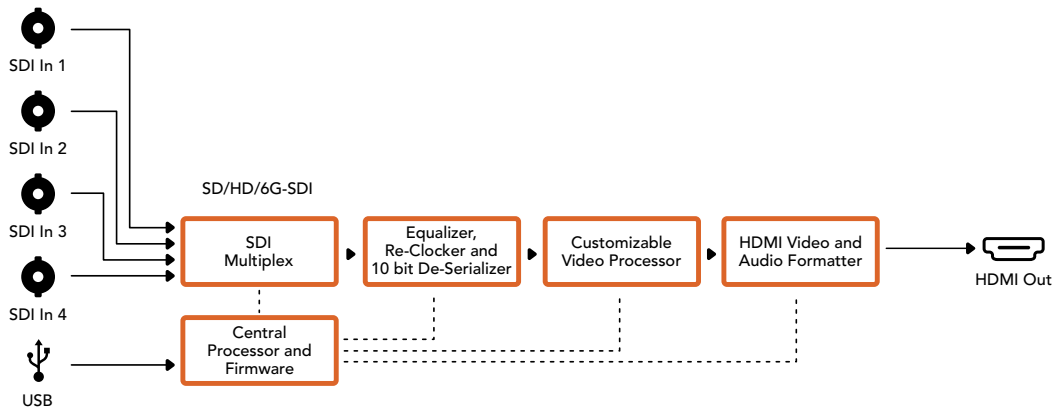 SDI In 1
SDI In 2
SDI In 3
SDI In 4
USB
SD/HD/6G-SDI
SDI
Multiplex
Equalizer,
Re-Clocker and
10 bit De-Serializer
Customizable
Video Processor
HDMI Video and
Audio Formatter
HDMI Out
Central
Processor and
Firmware